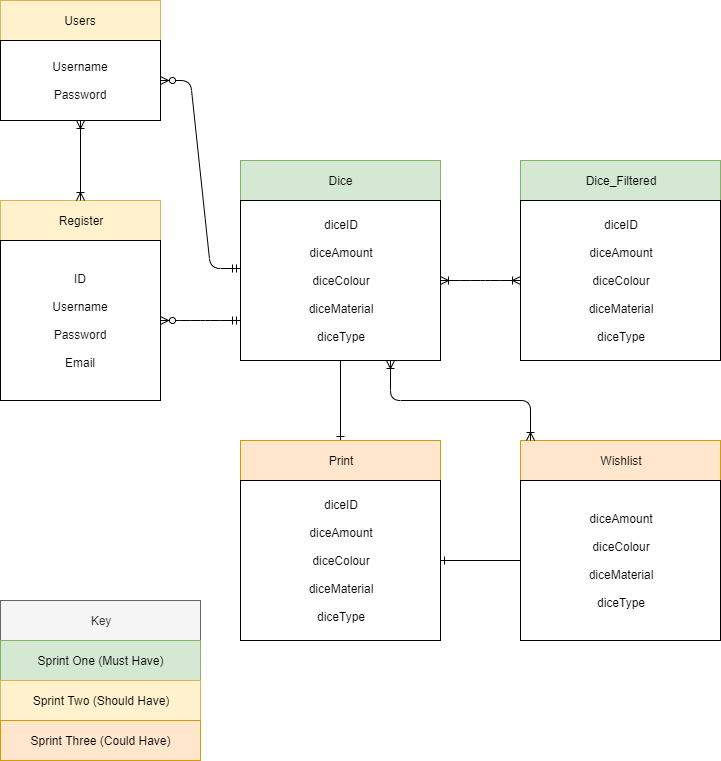 Users
Username
Password
Register
ID
Username
Password
Email
Dice
diceID
diceAmount
diceColour
diceMaterial
diceType
Dice_Filtered
diceID
diceAmount
diceColour
diceMaterial
diceType
Print
diceID
diceAmount
diceColour
diceMaterial
diceType
Wishlist
diceAmount
diceColour
diceMaterial
diceType
Key
Sprint One (Must Have)
Sprint Two (Should Have)
Sprint Three (Could Have)